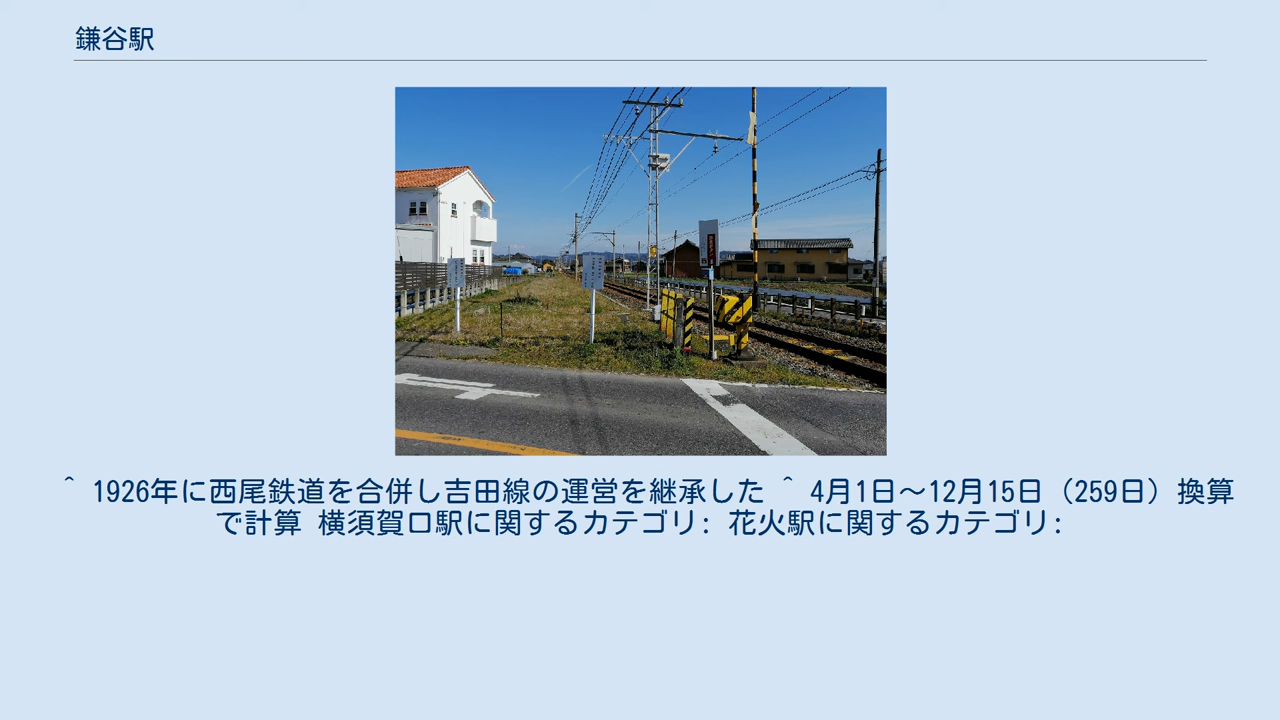 鎌谷駅
^ 1926年に西尾鉄道を合併し吉田線の運営を継承した ^ 4月1日〜12月15日（259日）換算
で計算 横須賀口駅に関するカテゴリ: 花火駅に関するカテゴリ: